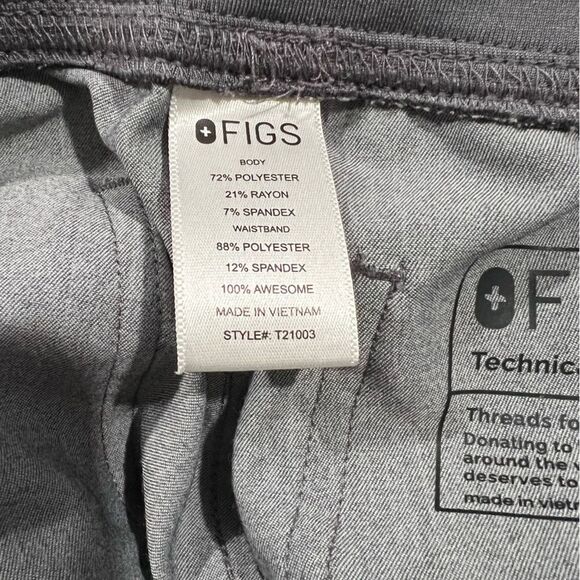 FIGS
BODY
72% POLYESTER
21% RAYON
7% SPANDEX
WAISTBAND
88% POLYESTER
12% SPANDEX
100% AWESOME
MADE IN VIETNAM
STYLE#: T21003
F
Technic
Threads fo
Donating to
around the
deserves to
made in viet